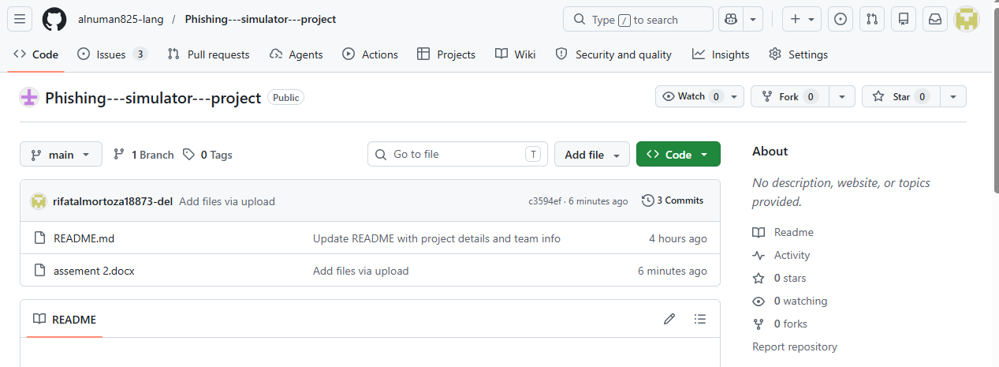 alnuman825-lang / Phishing---simulator---project Type / to search
Code Issues 3 Pull requests Agents Actions Projects Wiki Security and quality Insights Settings
Phishing---simulator---project Public Watch 0 Fork 0 Star 0
main 1 Branch 0 Tags Go to file T Add file Code
rifatalmortoza18873-del Add files via upload c3594ef · 6 minutes ago 3 Commits
README.md Update README with project details and team info 4 hours ago
assement 2.docx Add files via upload 6 minutes ago
README
About
No description, website, or topics
provided.
Readme
Activity
0 stars
0 watching
0 forks
Report repository